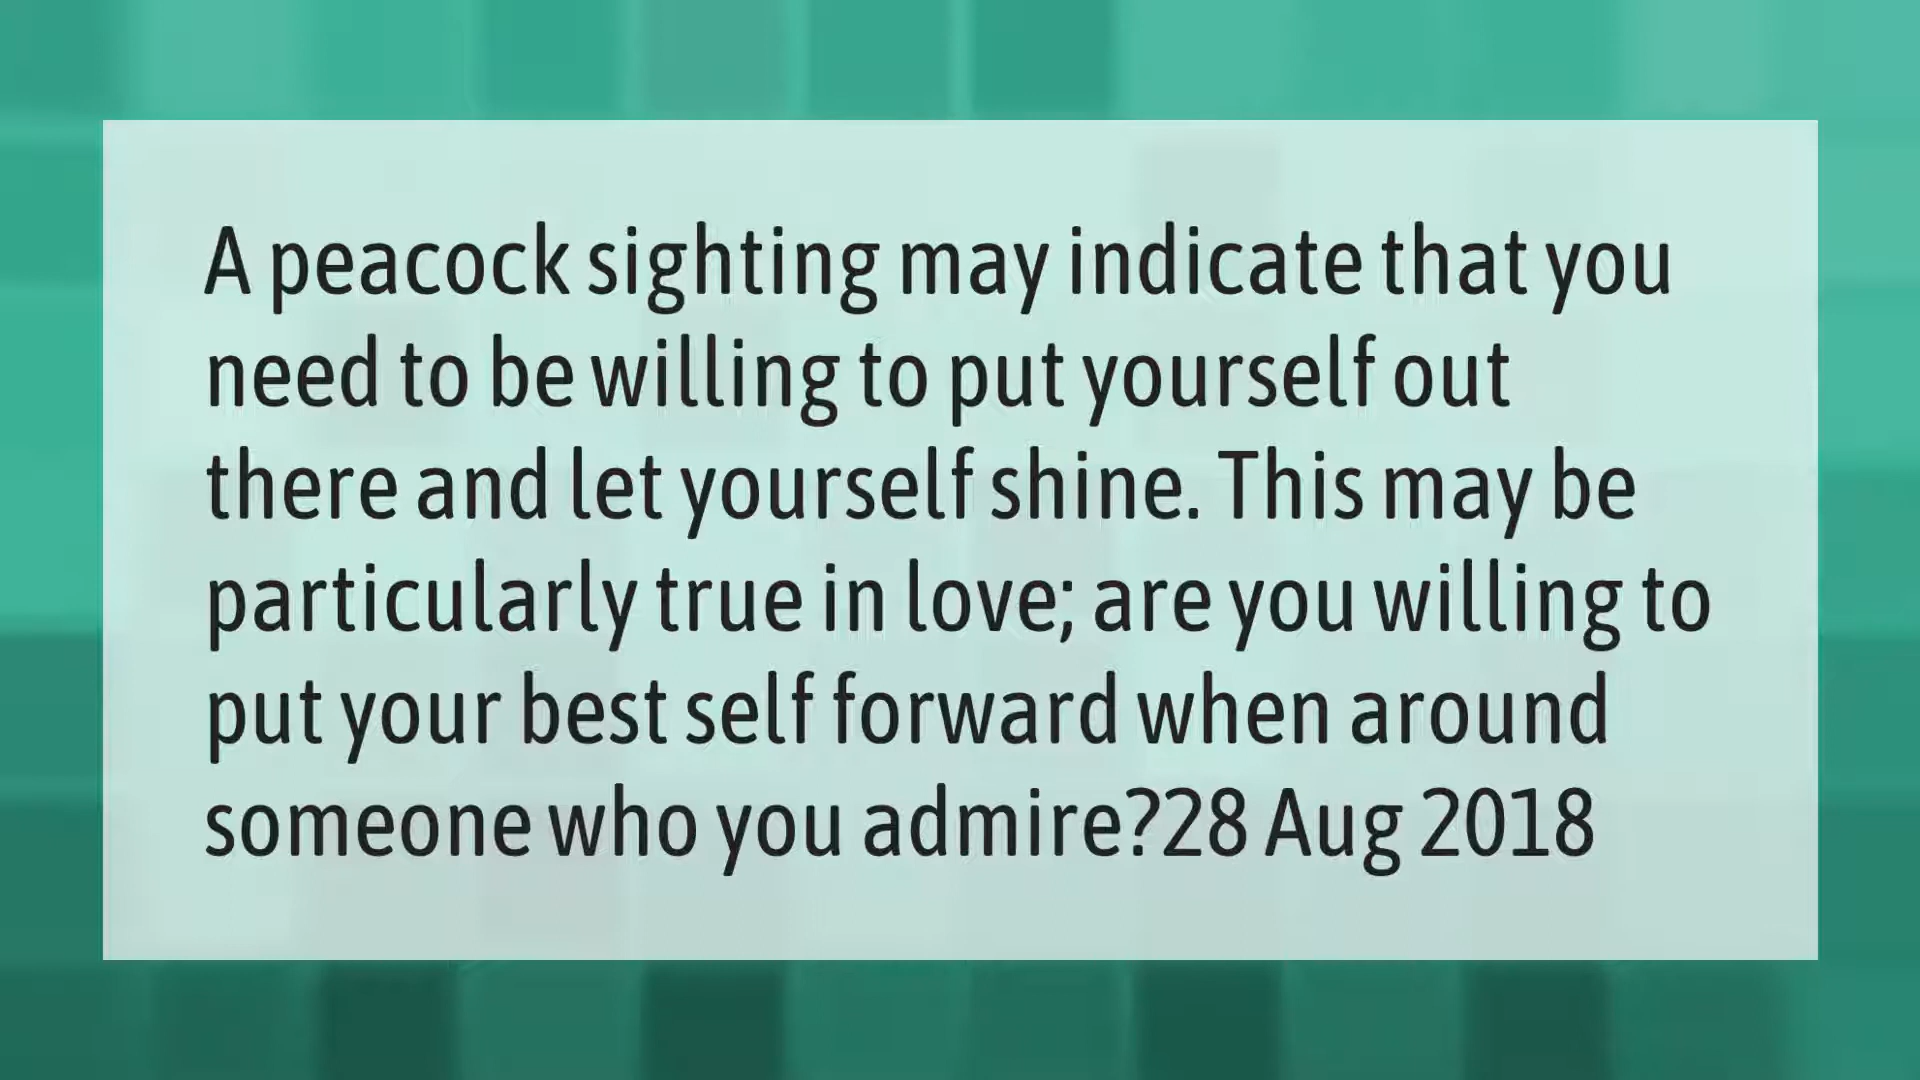 A peacock sighting may indicate that you
need to be willing to put yourself out
there and let yourself shine. This may be
particularly true in love; are you willing to
put your best self forward when around
someone who you admire?28 Aug 2018